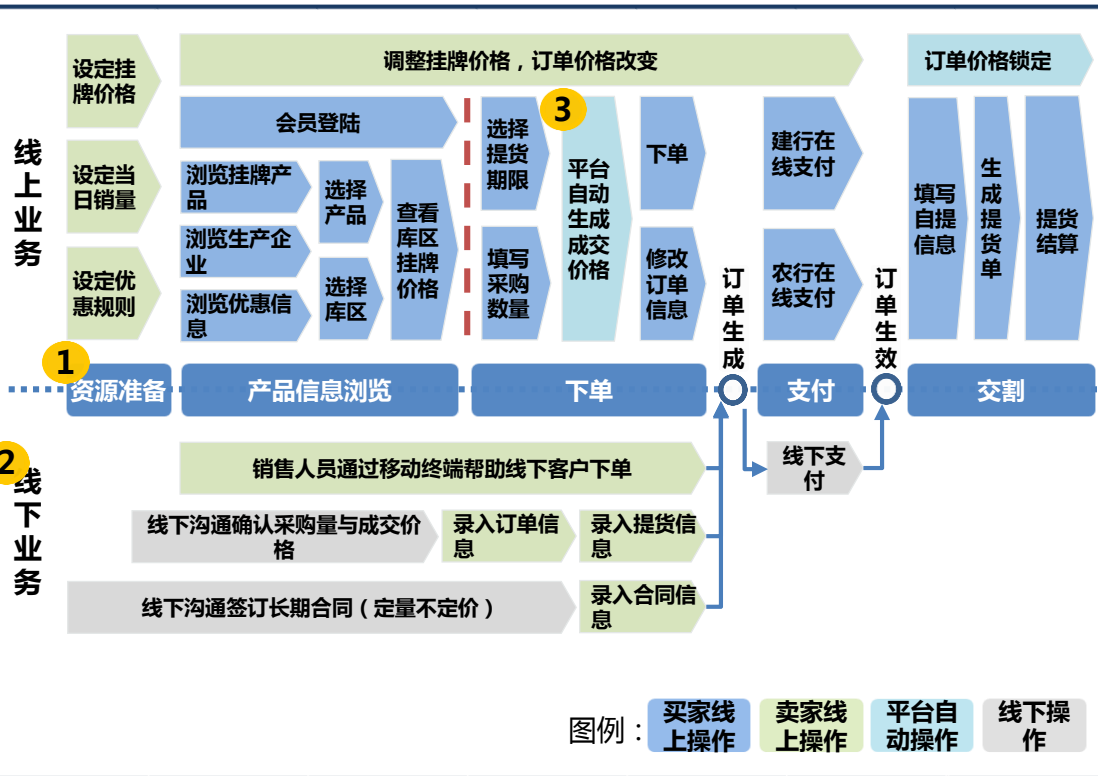 线上业务
设定挂
牌价格
设定当
日销量
设定优
惠规则
调整挂牌价格，订单价格改变
订单价格锁定
会员登陆
浏览挂牌产
品
浏览生产企
业
浏览优惠信
息
选择
产品
选择
库区
查看
库区
挂牌
价格
选择
提货
期限
填写
采购
数量
3
平台
自动
生成
成交
价格
下单
修改
订单
信息
订单生成
建行在
线支付
农行在
线支付
订单生效
填写
自提
信息
生成提货单
提货
结算
1
资源准备
产品信息浏览
下单
支付
交割
2
线下业务
销售人员通过移动终端帮助线下客户下单
线下支
付
线下沟通确认采购量与成交价
格
录入订单信
息
录入提货信
息
线下沟通签订长期合同（定量不定价）
录入合同信
息
图例：
买家线
上操作
卖家线
上操作
平台自
动操作
线下操
作